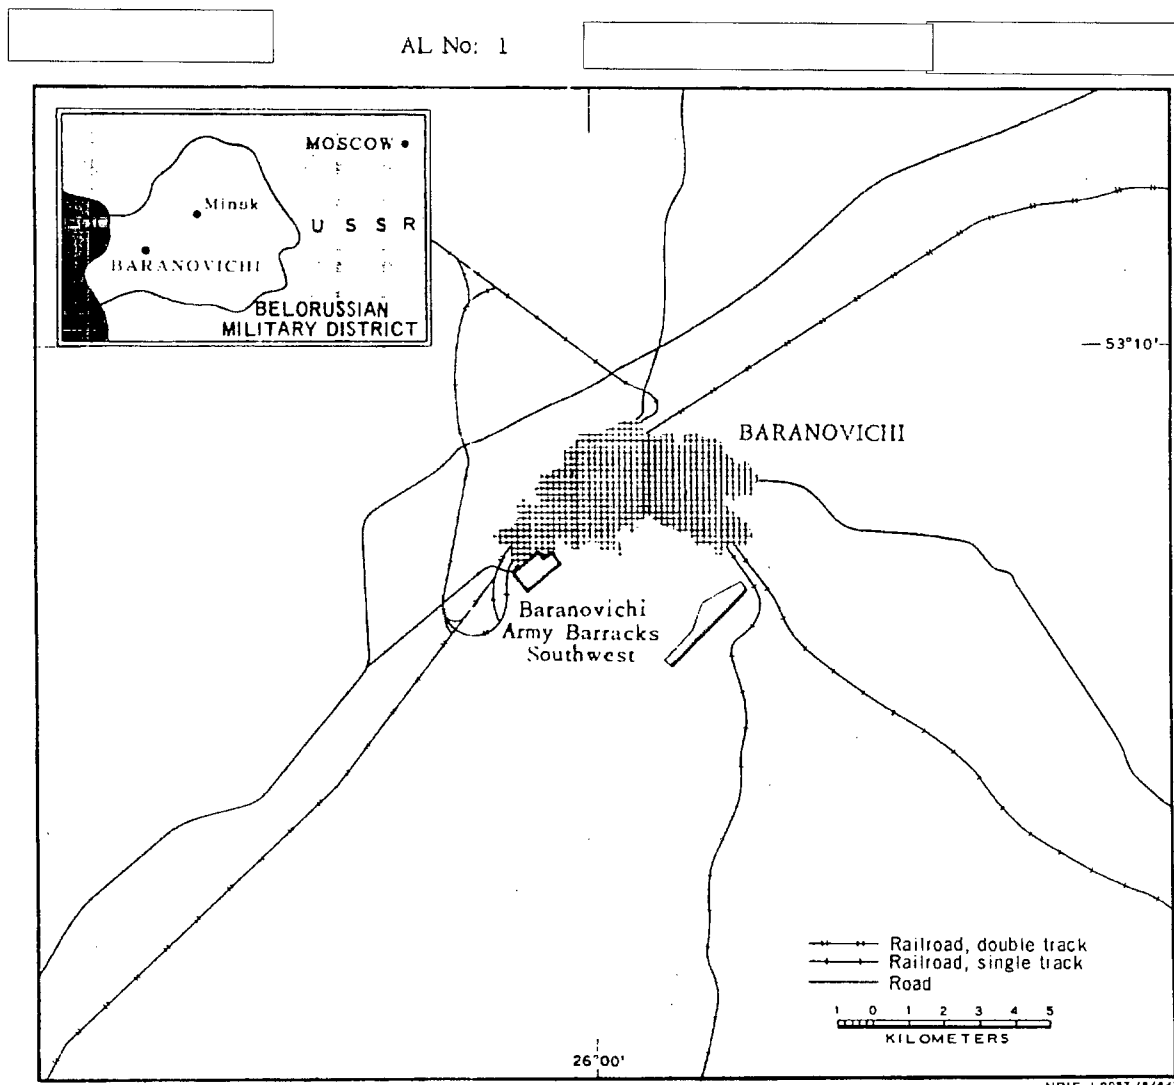 AL No: 1
MOSCOW
Minsk
U S S R
BARANOVICHI
BELORUSSIAN
MILITARY DISTRICT
53°10'
BARANOVICHI
Baranovichi
Army Barracks
Southwest
Railroad, double track
Railroad, single track
Road
1 0 1 2 3 4 5
KILOMETERS
26°00'